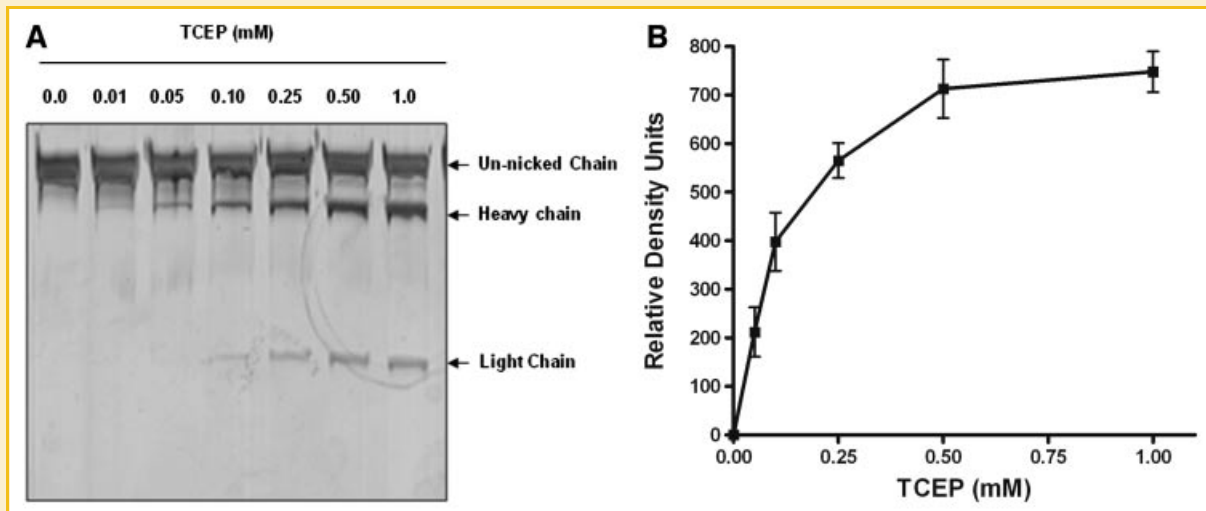 A
TCEP (mM)
0.0 0.01 0.05 0.10 0.25 0.50 1.0
Un-nicked Chain
Heavy chain
Light Chain
B
Relative Density Units
800
700
600
500
400
300
200
100
0
0.00 0.25 0.50 0.75 1.00
TCEP (mM)